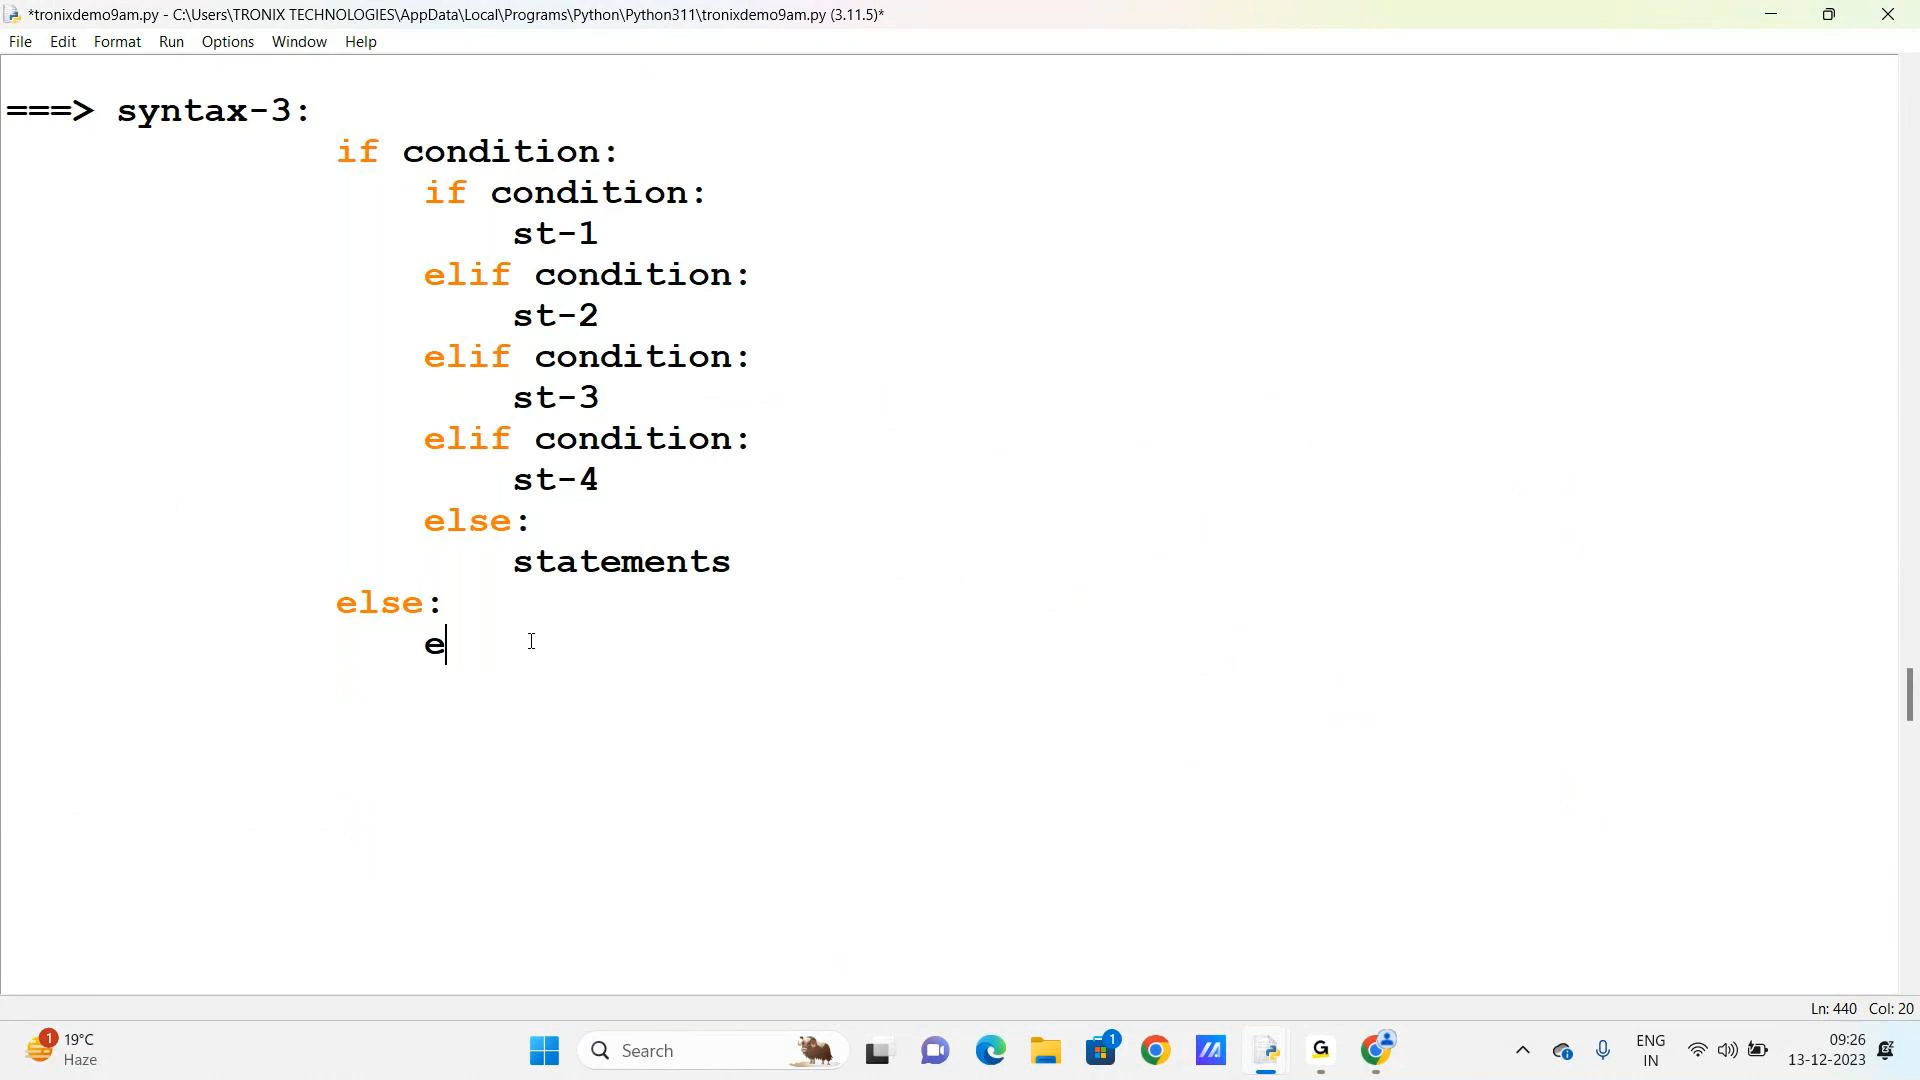 *tronixdemo9am.py - C:\Users\TRONIX TECHNOLOGIES\AppData\Local\Programs\Python\Python311\tronixdemo9am.py (3.11.5)*
File Edit Format Run Options Window Help
===> syntax-3:
if condition:
if condition:
st-1
elif condition:
st-2
elif condition:
st-3
elif condition:
st-4
else:
statements
else:
e
Ln: 440 Col: 20
1
19°C
Haze
Search
1
G
ENG
IN
09:26
13-12-2023